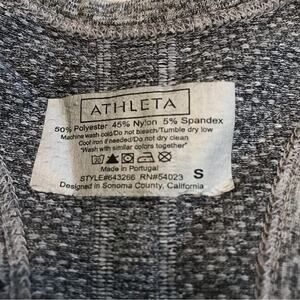 ATHLETA
50% Polyester 45% Nylon 5% Spandex
Machine wash cold/Do not bleach/Tumble dry low
Cool iron if needed/Do not dry clean
"Wash with similar colors together"
Made in Portugal
STYLE#643266 RN#54023 S
Designed in Sonoma County, California